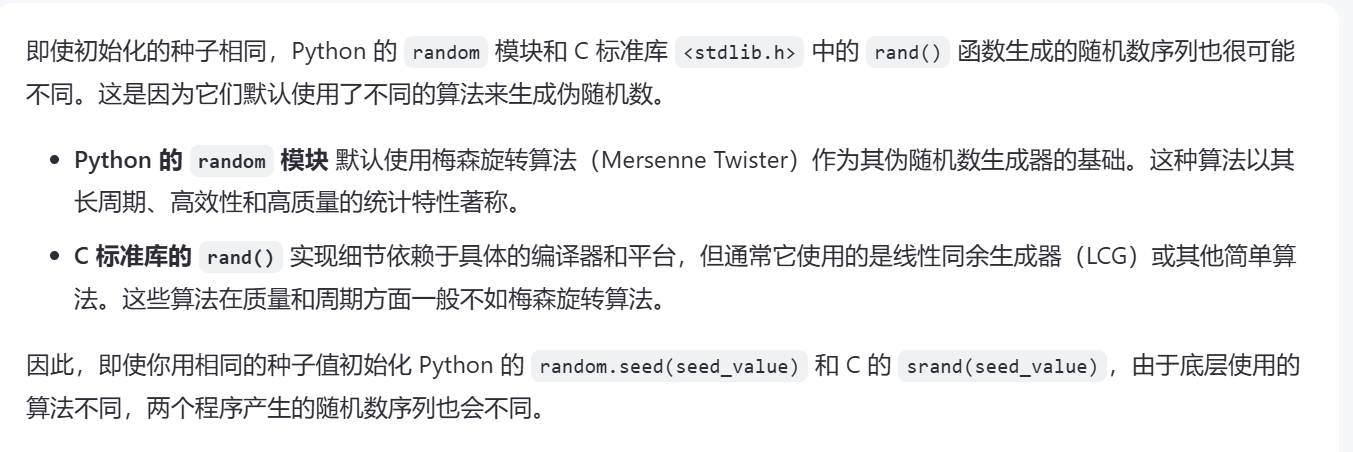 即使初始化的种子相同，Python 的 random 模块和 C 标准库 <stdlib.h> 中的 rand() 函数生成的随机数序列也很可能
不同。这是因为它们默认使用了不同的算法来生成伪随机数。
• Python 的 random 模块 默认使用梅森旋转算法（Mersenne Twister）作为其伪随机数生成器的基础。这种算法以其
长周期、高效性和高质量的统计特性著称。
• C 标准库的 rand() 实现细节依赖于具体的编译器和平台，但通常它使用的是线性同余生成器（LCG）或其他简单算
法。这些算法在质量和周期方面一般不如梅森旋转算法。
因此，即使你用相同的种子值初始化 Python 的 random.seed(seed_value) 和 C 的 srand(seed_value)，由于底层使用的
算法不同，两个程序产生的随机数序列也会不同。